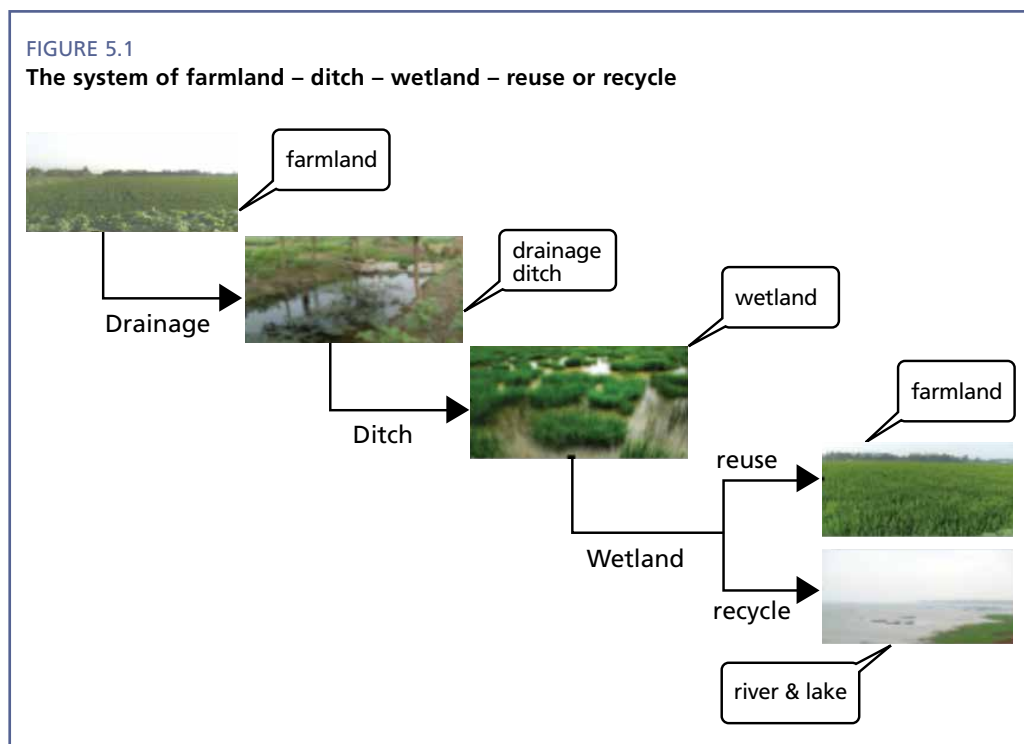 FIGURE 5.1
The system of farmland – ditch – wetland – reuse or recycle
farmland
drainage
ditch
Drainage
wetland
Ditch
farmland
reuse
Wetland
recycle
river & lake